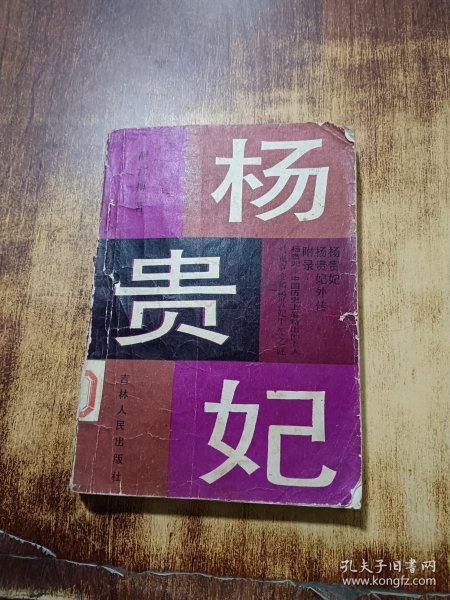 杨
贵
妃
杨贵妃
杨贵妃外传
附录:
吉林人民出版社
孔夫子旧书网
www.kongfz.com